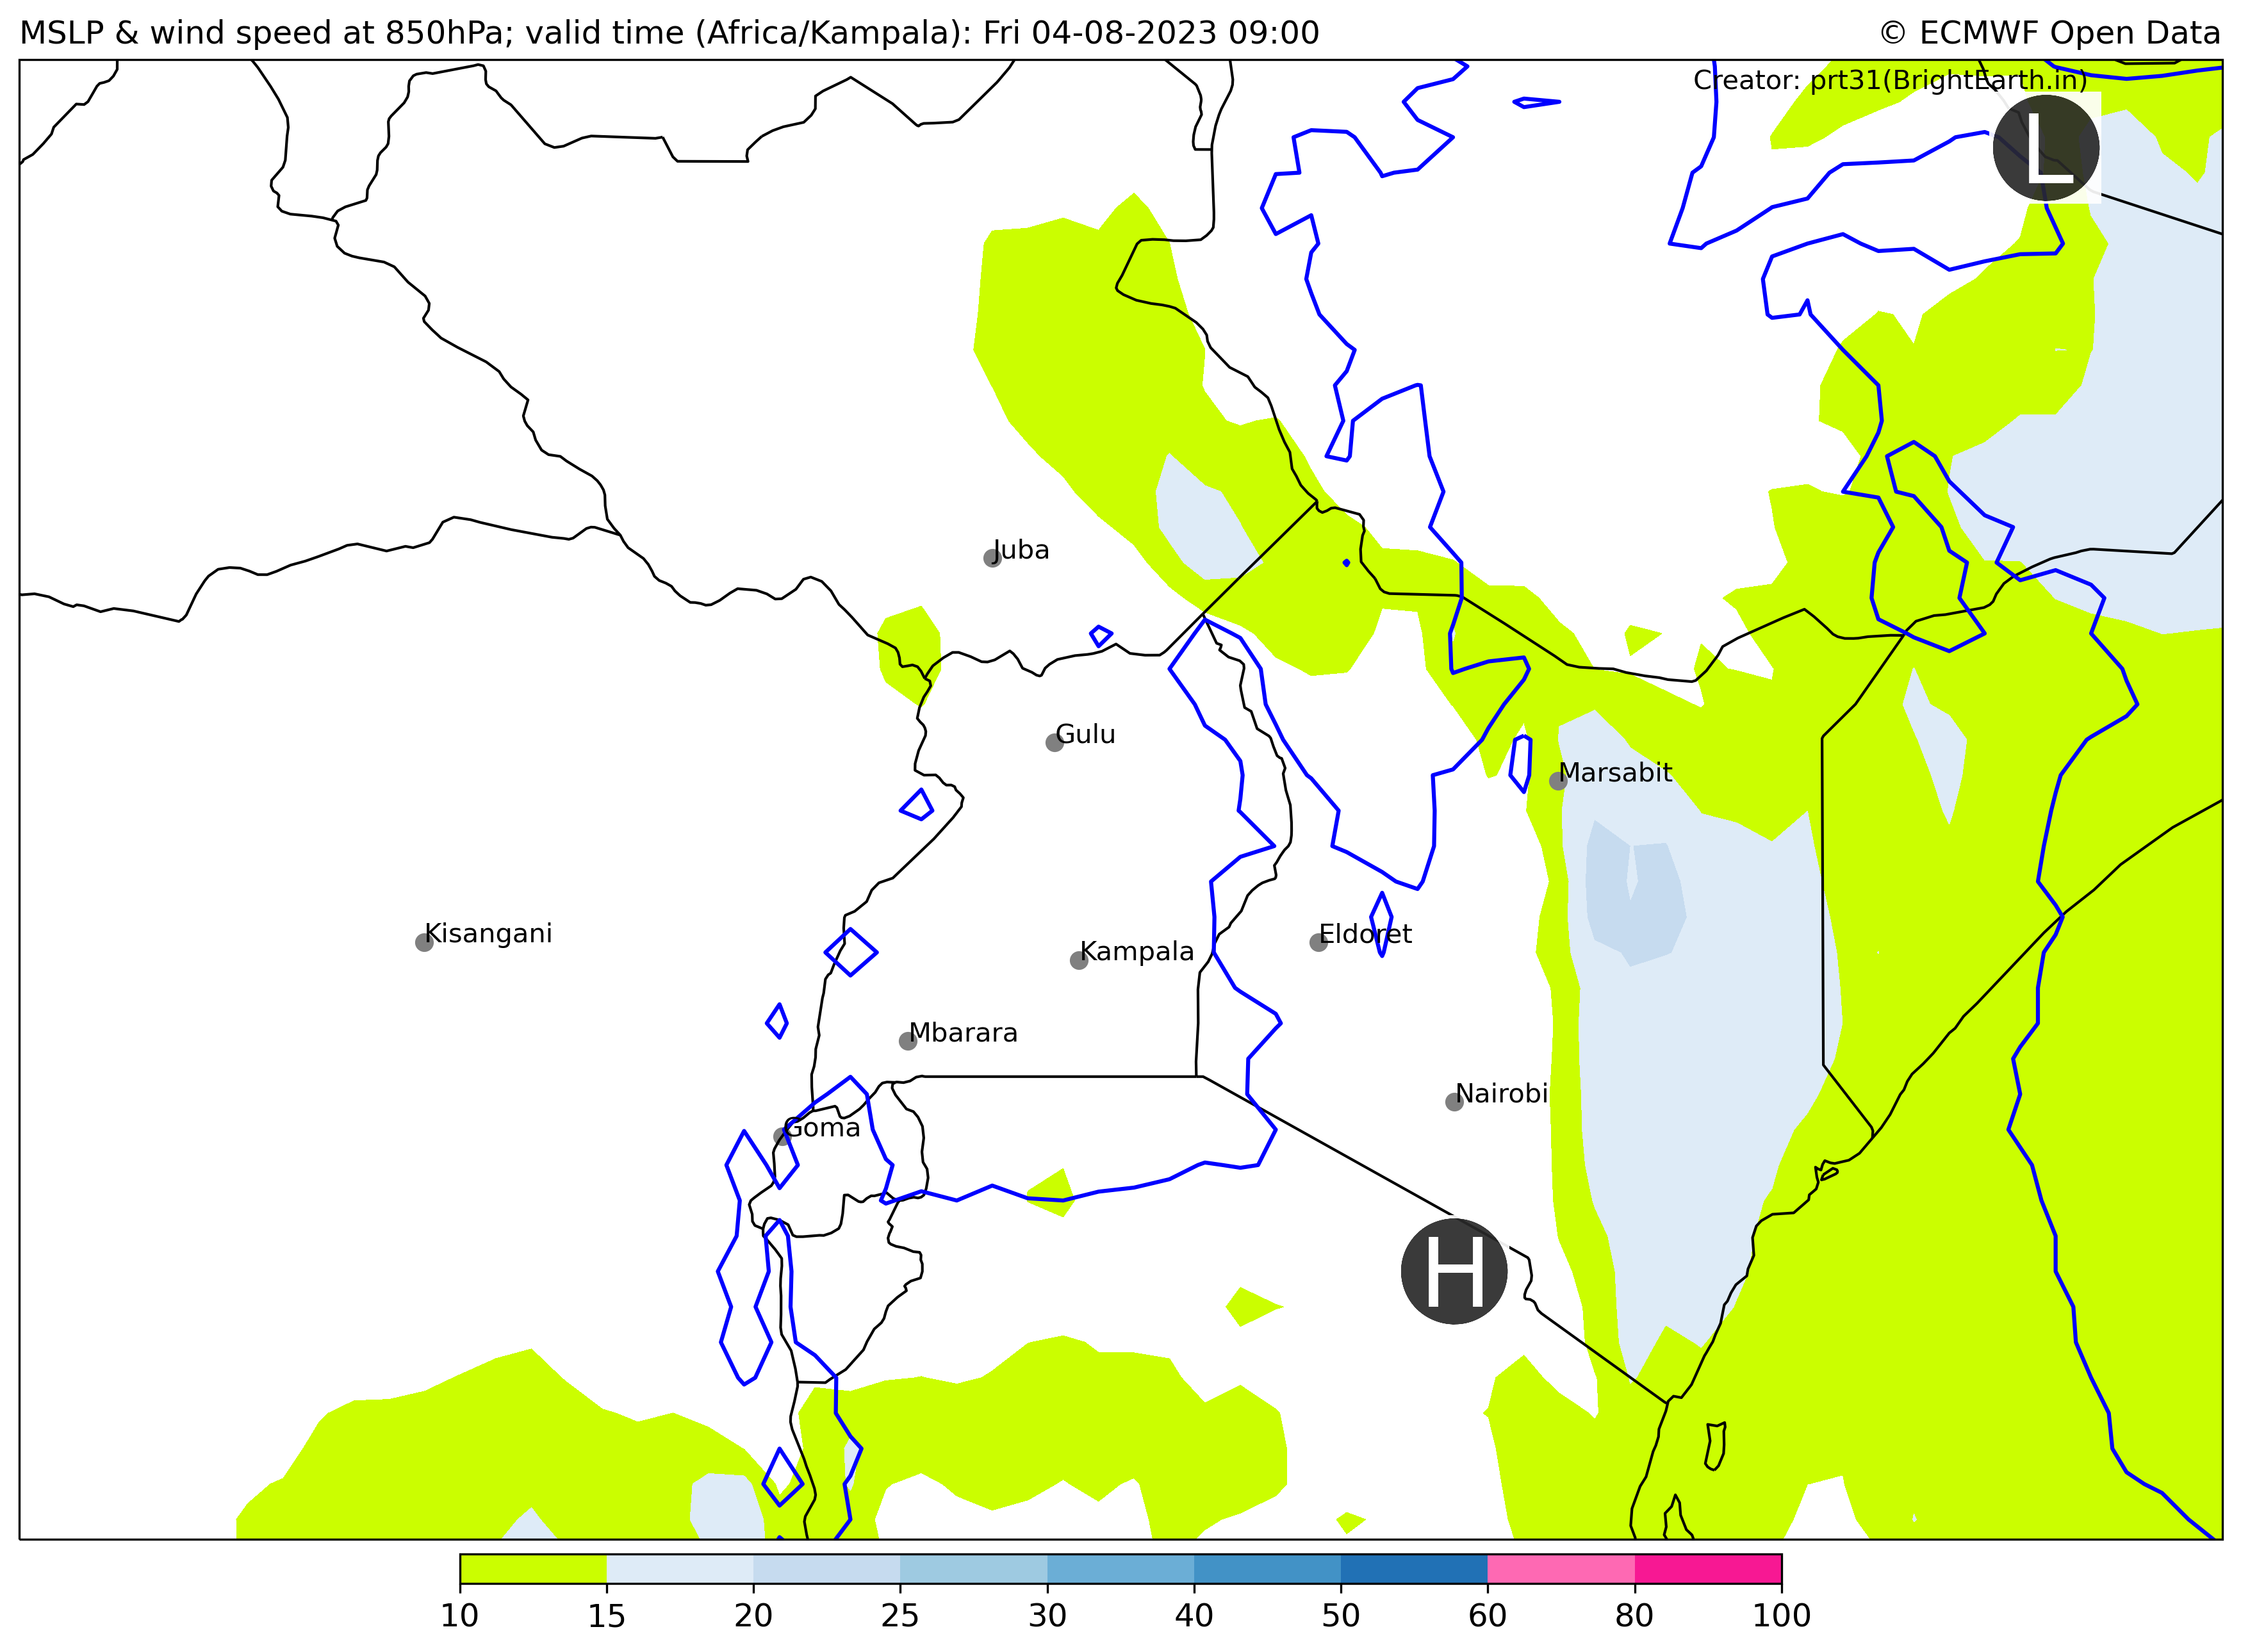 MSLP & wind speed at 850hPa; valid time (Africa/Kampala): Fri 04-08-2023 09:00
© ECMWF Open Data
Creator: prt31(BrightEarth.in)
L
Juba
Gulu
Marsabit
Kisangani
Eldoret
Kampala
Mbarara
Nairobi
Goma
H
10 15 20 25 30 40 50 60 80 100